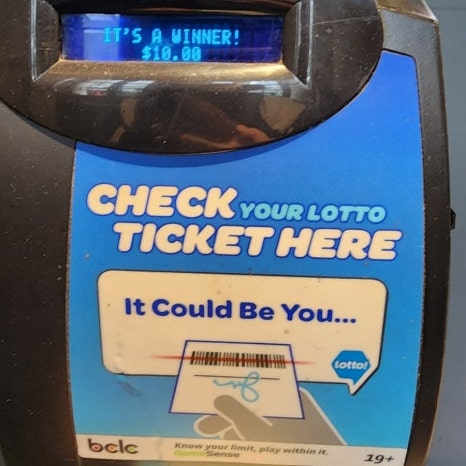 IT'S A WINNER!
$10.00
CHECK YOUR LOTTO
TICKET HERE
It Could Be You...
lotto!
bclc
Know your limit, play within it.
GameSense
19+